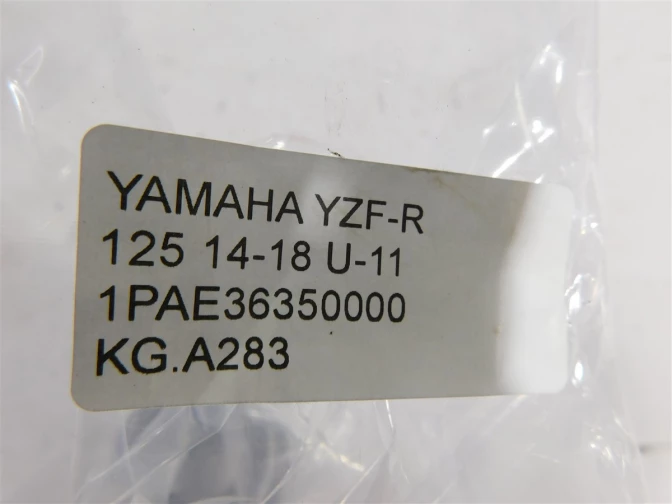 YAMAHA YZF-R
125 14-18 U-11
1PAE36350000
KG.A283